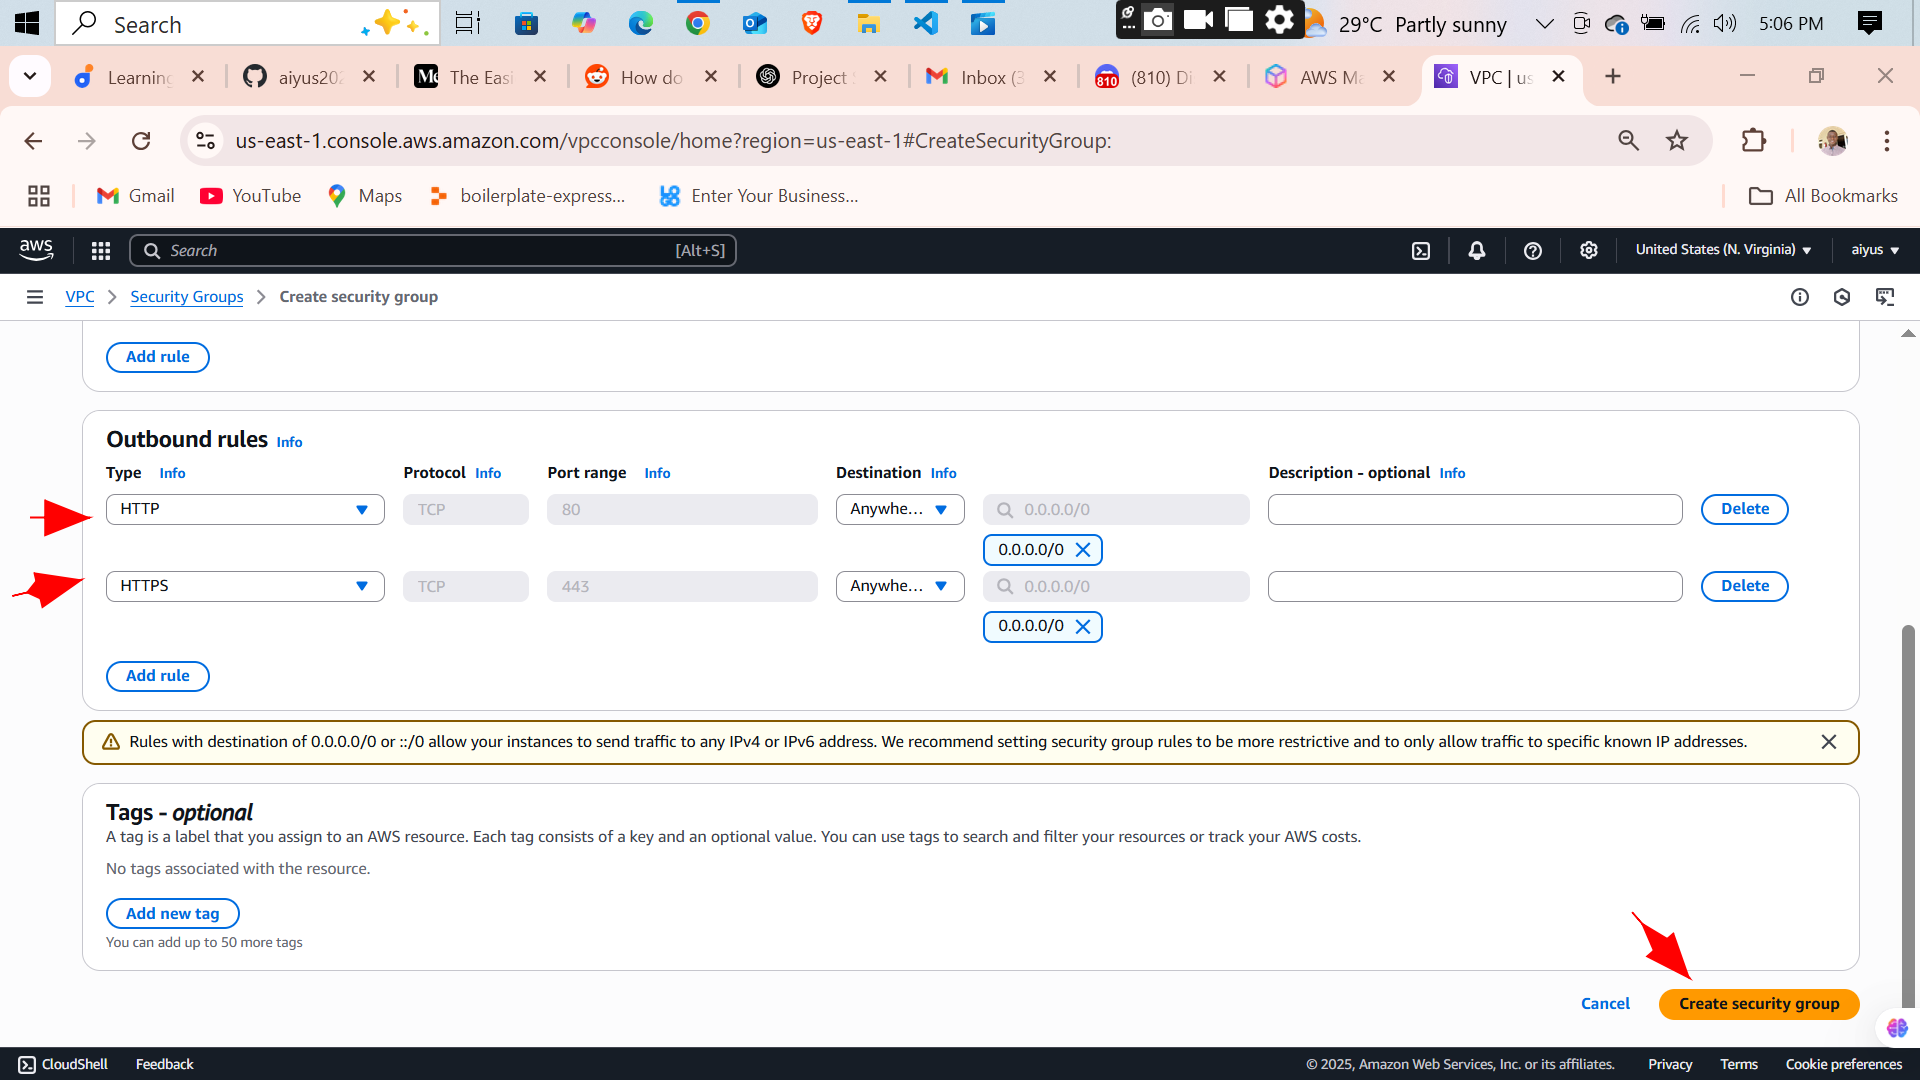 Search
29°C Partly sunny
5:06 PM
Learning
aiyus202
The Easi
How do
Project S
Inbox (3
(810) Di
AWS Ma
VPC | us
us-east-1.console.aws.amazon.com/vpcconsole/home?region=us-east-1#CreateSecurityGroup:
Gmail
YouTube
Maps
boilerplate-express...
Enter Your Business...
All Bookmarks
aws
Search
[Alt+S]
United States (N. Virginia)
aiyus
VPC
Security Groups
Create security group
Add rule
Outbound rules Info
Type Info
Protocol Info
Port range Info
Destination Info
Description - optional Info
HTTP
TCP
80
Anywhe...
0.0.0.0/0
Delete
0.0.0.0/0
HTTPS
TCP
443
Anywhe...
0.0.0.0/0
Delete
0.0.0.0/0
Add rule
Rules with destination of 0.0.0.0/0 or ::/0 allow your instances to send traffic to any IPv4 or IPv6 address. We recommend setting security group rules to be more restrictive and to only allow traffic to specific known IP addresses.
Tags - optional
A tag is a label that you assign to an AWS resource. Each tag consists of a key and an optional value. You can use tags to search and filter your resources or track your AWS costs.
No tags associated with the resource.
Add new tag
You can add up to 50 more tags
Cancel
Create security group
CloudShell
Feedback
© 2025, Amazon Web Services, Inc. or its affiliates.
Privacy
Terms
Cookie preferences